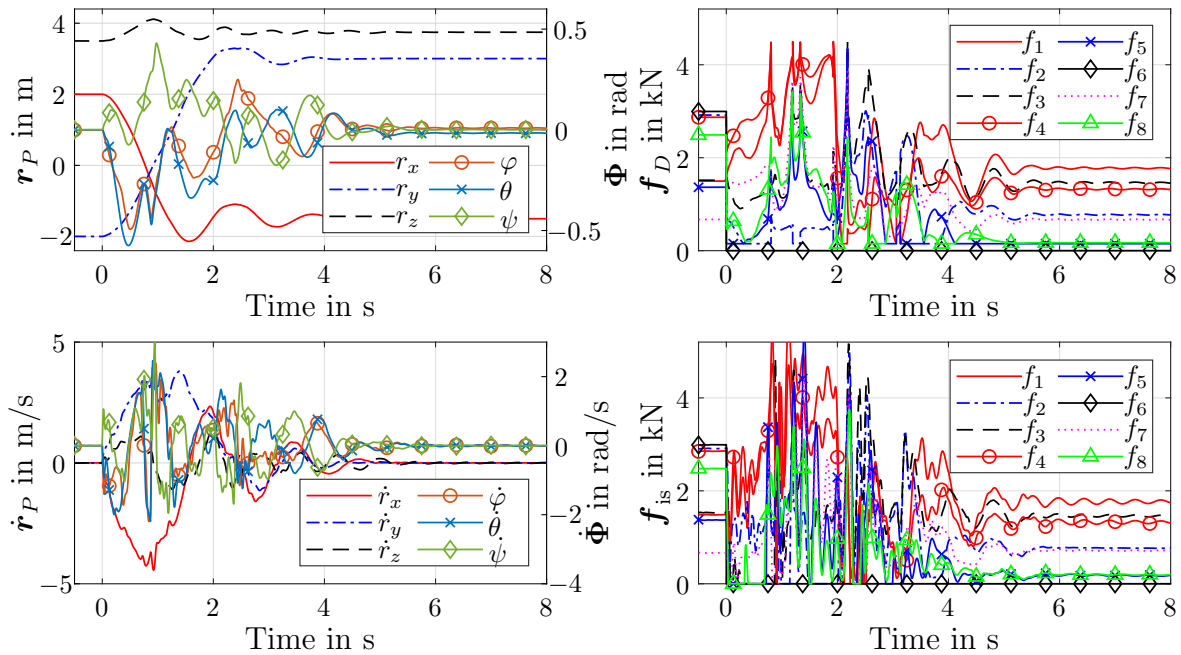 4
2
0
−2
0.5
0
−0.5
r_P in m
Φ in rad
r_x φ
r_y θ
r_z ψ
0 2 4 6 8
Time in s
4
2
0
f_D in kN
f_1 f_5
f_2 f_6
f_3 f_7
f_4 f_8
0 2 4 6 8
Time in s
5
0
−5
2
0
−2
−4
ṙ_P in m/s
Φ̇ in rad/s
ṙ_x φ̇
ṙ_y θ̇
ṙ_z ψ̇
0 2 4 6 8
Time in s
4
2
0
f_is in kN
f_1 f_5
f_2 f_6
f_3 f_7
f_4 f_8
0 2 4 6 8
Time in s